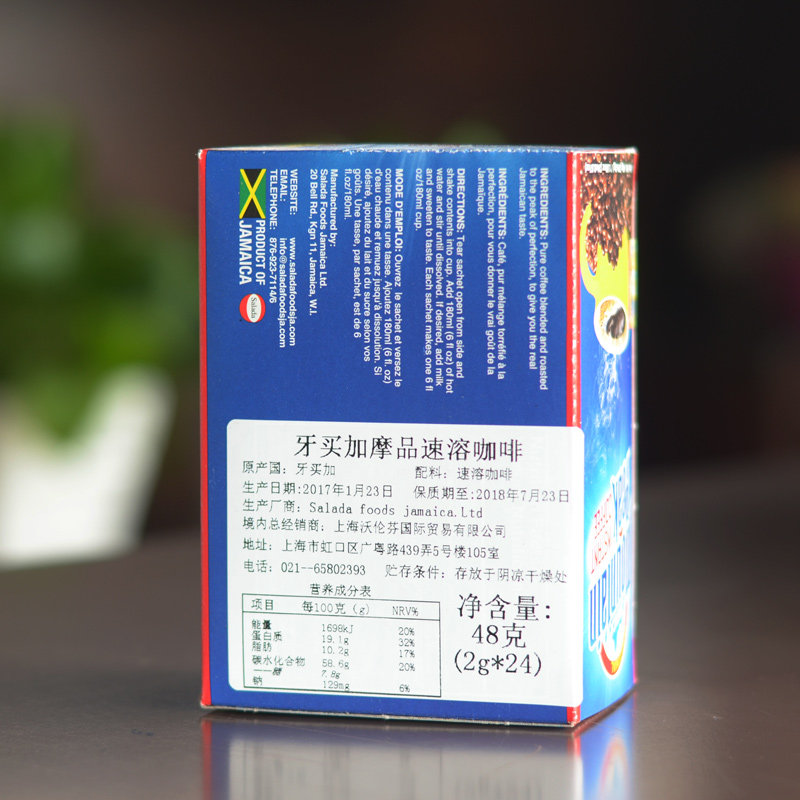 INGREDIENTS: Pure coffee blended and roasted
to the peak of perfection, to give you the real
Jamaican taste.
INGRÉDIENTS: Café, pur mélange torréfié à la
perfection, pour vous donner le vrai goût de la
Jamaïque.
DIRECTIONS: Tear sachet open from side and
shake contents into cup. Add 180ml (6 fl. oz) of hot
water and stir until dissolved. If desired, add milk
and sweeten to taste. Each sachet makes one 6 fl
oz/180ml cup.
MODE D'EMPLOI: Ouvrez le sachet et versez le
contenu dans une tasse. Ajoutez 180ml (6 fl. oz)
d'eau chaude et remuez jusqu'à dissolution. Si
désiré, ajoutez du lait et du sucre selon vos
goûts. Une tasse, par sachet, est de 6
fl.oz/180ml.
Manufactured by:
Salada Foods Jamaica Ltd.
20 Bell Rd., Kgn 11, Jamaica, W.I.
WEBSITE: www.saladafoodsja.com
EMAIL: info@saladafoodsja.com
TELEPHONE: 876-923-7114/6
PRODUCT OF
JAMAICA
Salada
牙买加摩品速溶咖啡
原产国: 牙买加 配料: 速溶咖啡
生产日期:2017年1月23日 保质期至:2018年7月23日
生产厂商: Salada foods jamaica.Ltd
境内总经销商: 上海沃伦芬国际贸易有限公司
地址: 上海市虹口区广粤路439弄5号楼105室
电话: 021--65802393 贮存条件: 存放于阴凉干燥处
营养成分表
项目 每100克 (g) NRV%
能量 1698kJ 20%
蛋白质 19.1g 32%
脂肪 10.2g 17%
碳水化合物 58.6g 20%
——糖 7.8g
钠 129mg 6%
净含量:
48克
(2g*24)